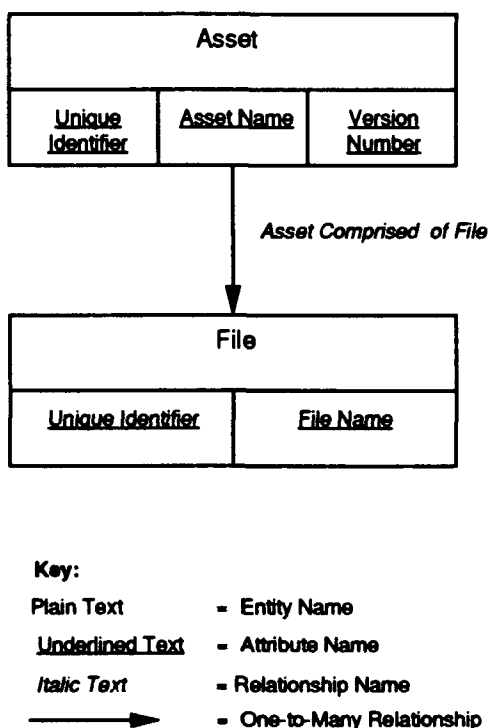 Asset
Unique Identifier
Asset Name
Version Number
Asset Comprised of File
File
Unique Identifier
File Name
Key:
Plain Text = Entity Name
Underlined Text = Attribute Name
Italic Text = Relationship Name
= One-to-Many Relationship